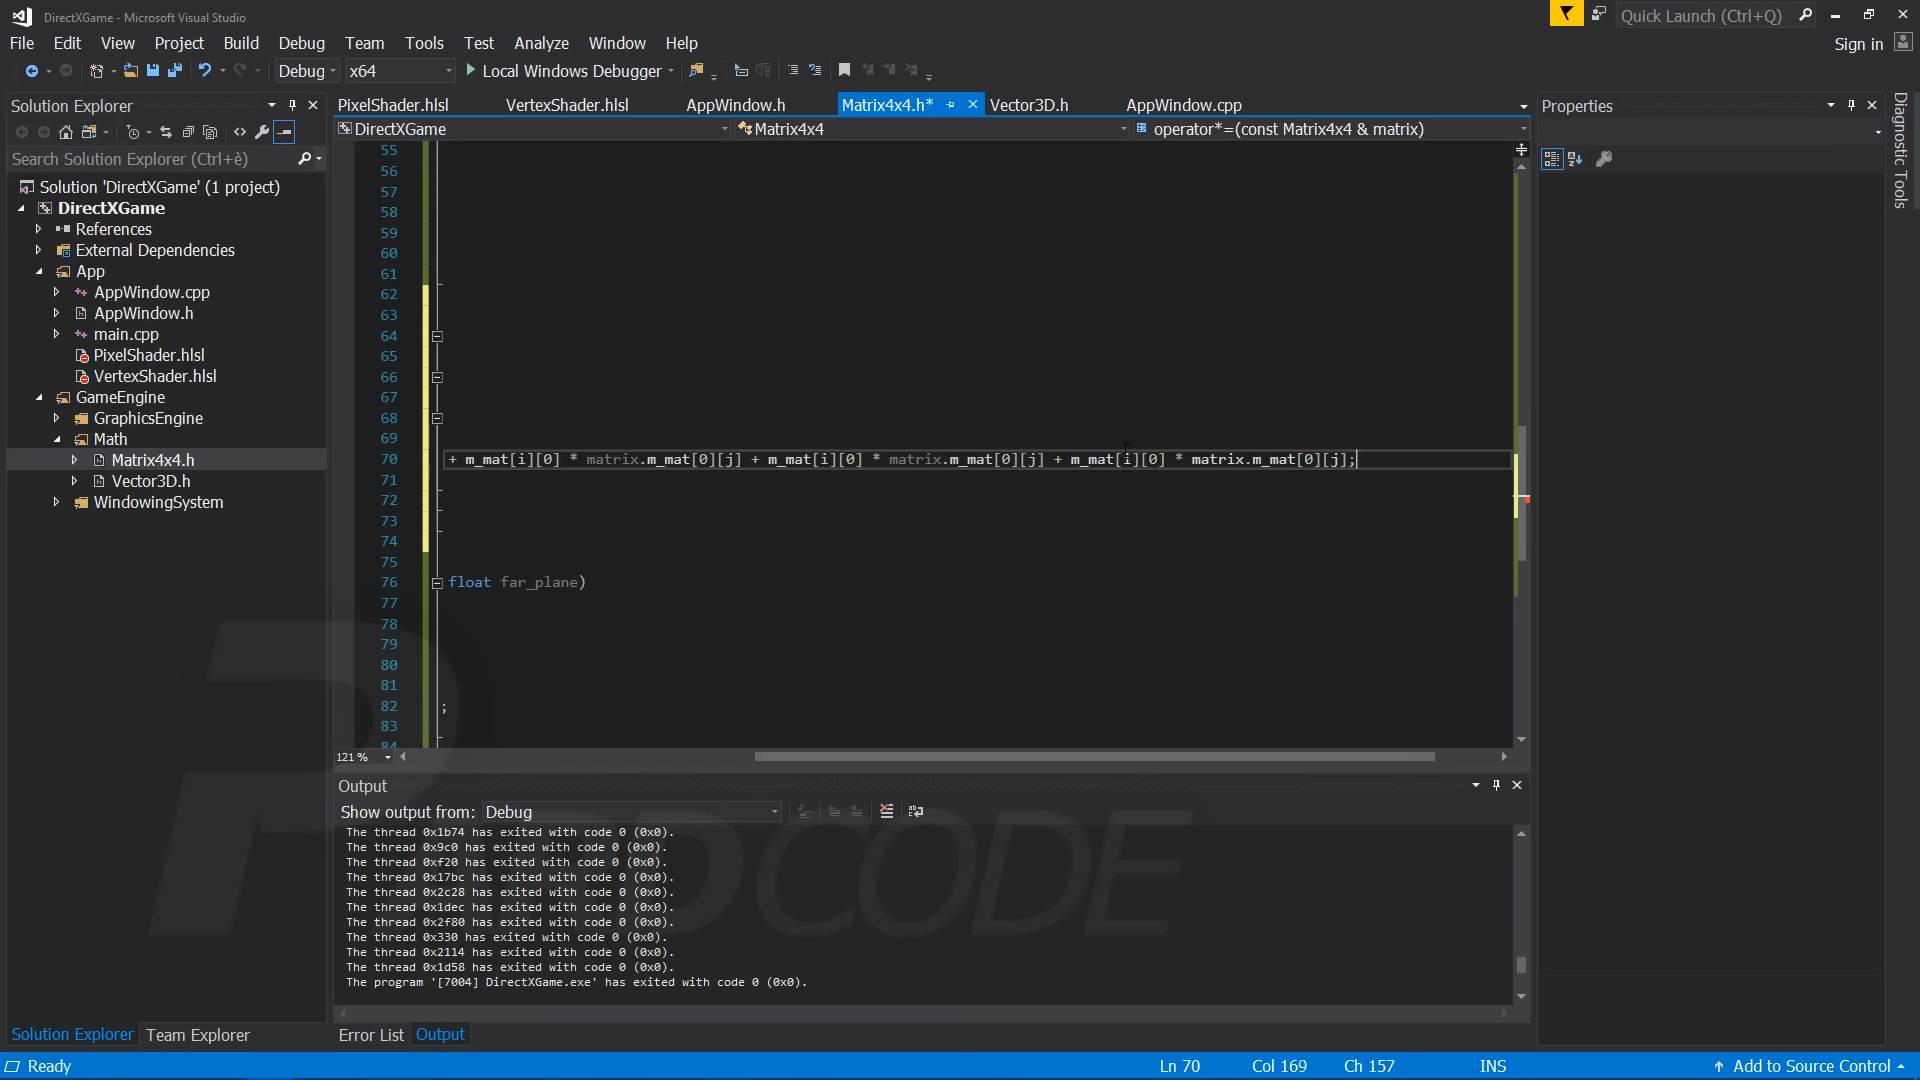 DirectXGame - Microsoft Visual Studio
Quick Launch (Ctrl+Q)
File Edit View Project Build Debug Team Tools Test Analyze Window Help
Sign in
Debug x64 Local Windows Debugger
Solution Explorer
Search Solution Explorer (Ctrl+è)
Solution 'DirectXGame' (1 project)
DirectXGame
References
External Dependencies
App
AppWindow.cpp
AppWindow.h
main.cpp
PixelShader.hlsl
VertexShader.hlsl
GameEngine
GraphicsEngine
Math
Matrix4x4.h
Vector3D.h
WindowingSystem
Solution Explorer Team Explorer
PixelShader.hlsl VertexShader.hlsl AppWindow.h Matrix4x4.h* Vector3D.h AppWindow.cpp
DirectXGame Matrix4x4 operator*=(const Matrix4x4 & matrix)
55
56
57
58
59
60
61
62
63
64
65
66
67
68
69
70 + m_mat[i][0] * matrix.m_mat[0][j] + m_mat[i][0] * matrix.m_mat[0][j] + m_mat[i][0] * matrix.m_mat[0][j];
71
72
73
74
75
76 float far_plane)
77
78
79
80
81
82 ;
83
84
121 %
Output
Show output from: Debug
The thread 0x1b74 has exited with code 0 (0x0).
The thread 0x9c0 has exited with code 0 (0x0).
The thread 0xf20 has exited with code 0 (0x0).
The thread 0x17bc has exited with code 0 (0x0).
The thread 0x2c28 has exited with code 0 (0x0).
The thread 0x1dec has exited with code 0 (0x0).
The thread 0x2f80 has exited with code 0 (0x0).
The thread 0x330 has exited with code 0 (0x0).
The thread 0x2114 has exited with code 0 (0x0).
The thread 0x1d58 has exited with code 0 (0x0).
The program '[7004] DirectXGame.exe' has exited with code 0 (0x0).
Error List Output
Properties
Diagnostic Tools
Ready
Ln 70 Col 169 Ch 157 INS
Add to Source Control